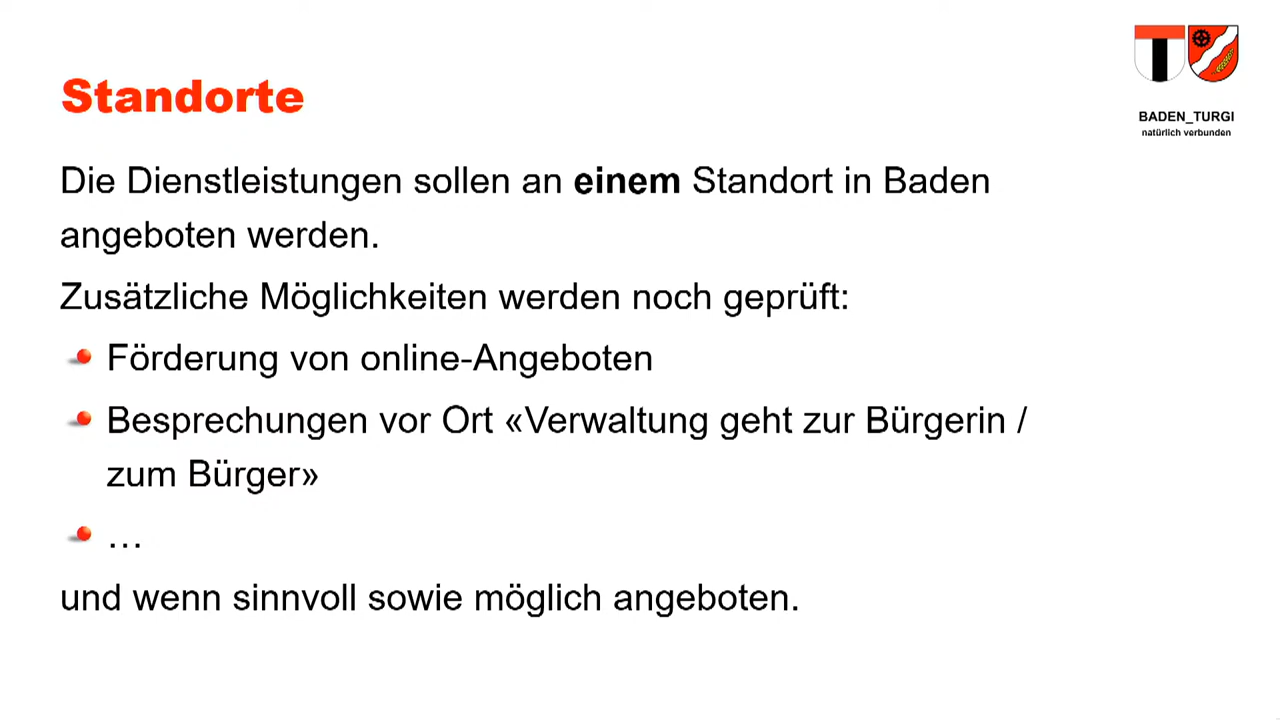 Standorte
BADEN_TURGI
natürlich verbunden
Die Dienstleistungen sollen an einem Standort in Baden
angeboten werden.
Zusätzliche Möglichkeiten werden noch geprüft:
Förderung von online-Angeboten
Besprechungen vor Ort «Verwaltung geht zur Bürgerin /
zum Bürger»
…
und wenn sinnvoll sowie möglich angeboten.